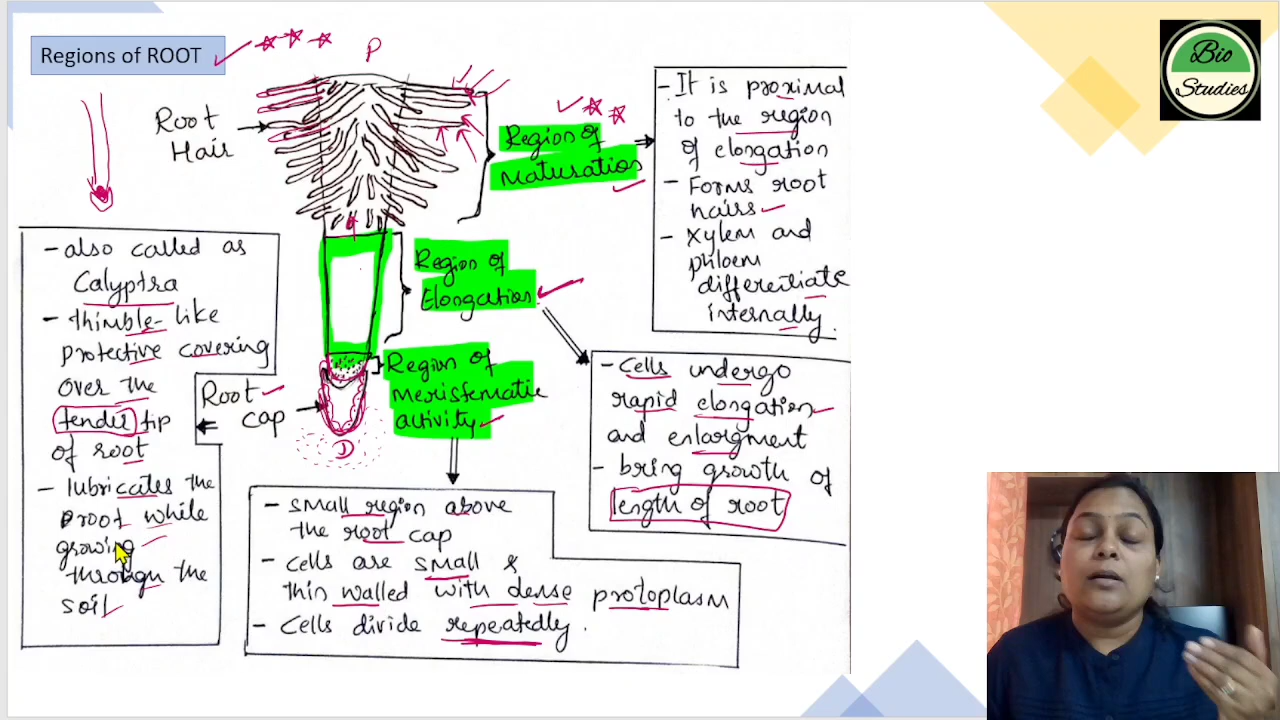 Regions of ROOT
P
Root
Hair
Region of
maturation
- It is proximal
to the region
of elongation
- Forms root
hairs
- xylem and
phloem
differentiate
internally.
Bio
Studies
- also called as
Calyptra
- thimble-like
protective covering
over the
tender tip
of root
- lubricates the
root while
growing
through the
soil
Region of
Elongation
Region of
meristematic
activity
Root
cap
D
- Cells undergo
rapid elongation
and enlargment
- bring growth of
length of root
- small region above
the root cap
- cells are small &
thin walled with dense protoplasm
- cells divide repeatedly.